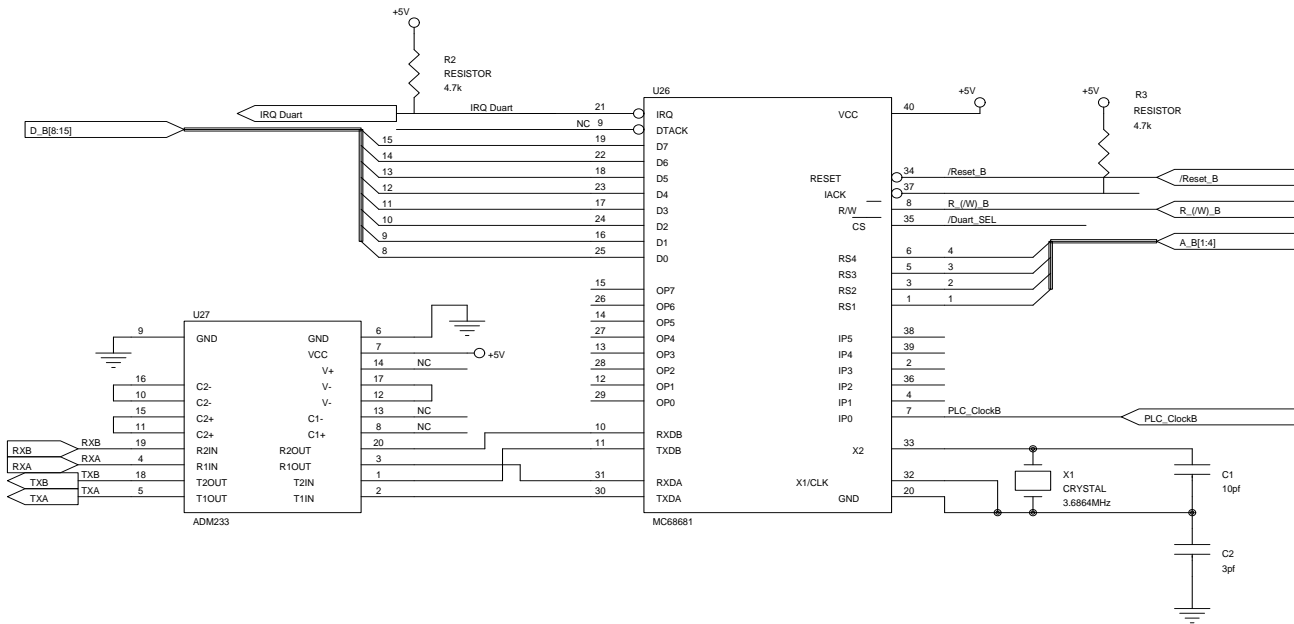 +5V
R2
RESISTOR
4.7k
IRQ Duart
IRQ Duart
21
NC 9
D_B[8:15]
15 19
14 22
13 18
12 23
11 17
10 24
9 16
8 25
U26
IRQ
DTACK
D7
D6
D5
D4
D3
D2
D1
D0
15 OP7
26 OP6
14 OP5
27 OP4
13 OP3
28 OP2
12 OP1
29 OP0
10 RXDB
11 TXDB
31 RXDA
30 TXDA
MC68681
VCC 40
+5V
+5V
R3
RESISTOR
4.7k
RESET 34 /Reset_B /Reset_B
IACK 37
R/W 8 R_(/W)_B R_(/W)_B
CS 35 /Duart_SEL
A_B[1:4]
RS4 6 4
RS3 5 3
RS2 3 2
RS1 1 1
IP5 38
IP4 39
IP3 2
IP2 36
IP1 4
IP0 7 PLC_ClockB PLC_ClockB
X2 33
X1/CLK 32
GND 20
X1
CRYSTAL
3.6864MHz
C1
10pf
C2
3pf
U27
9 GND GND 6
VCC 7 +5V
V+ 14 NC
16 C2- V- 17
10 C2- V- 12
15 C2+ C1- 13 NC
11 C2+ C1+ 8 NC
RXB RXB 19 R2IN R2OUT 20
RXA RXA 4 R1IN R1OUT 3
TXB TXB 18 T2OUT T2IN 1
TXA TXA 5 T1OUT T1IN 2
ADM233